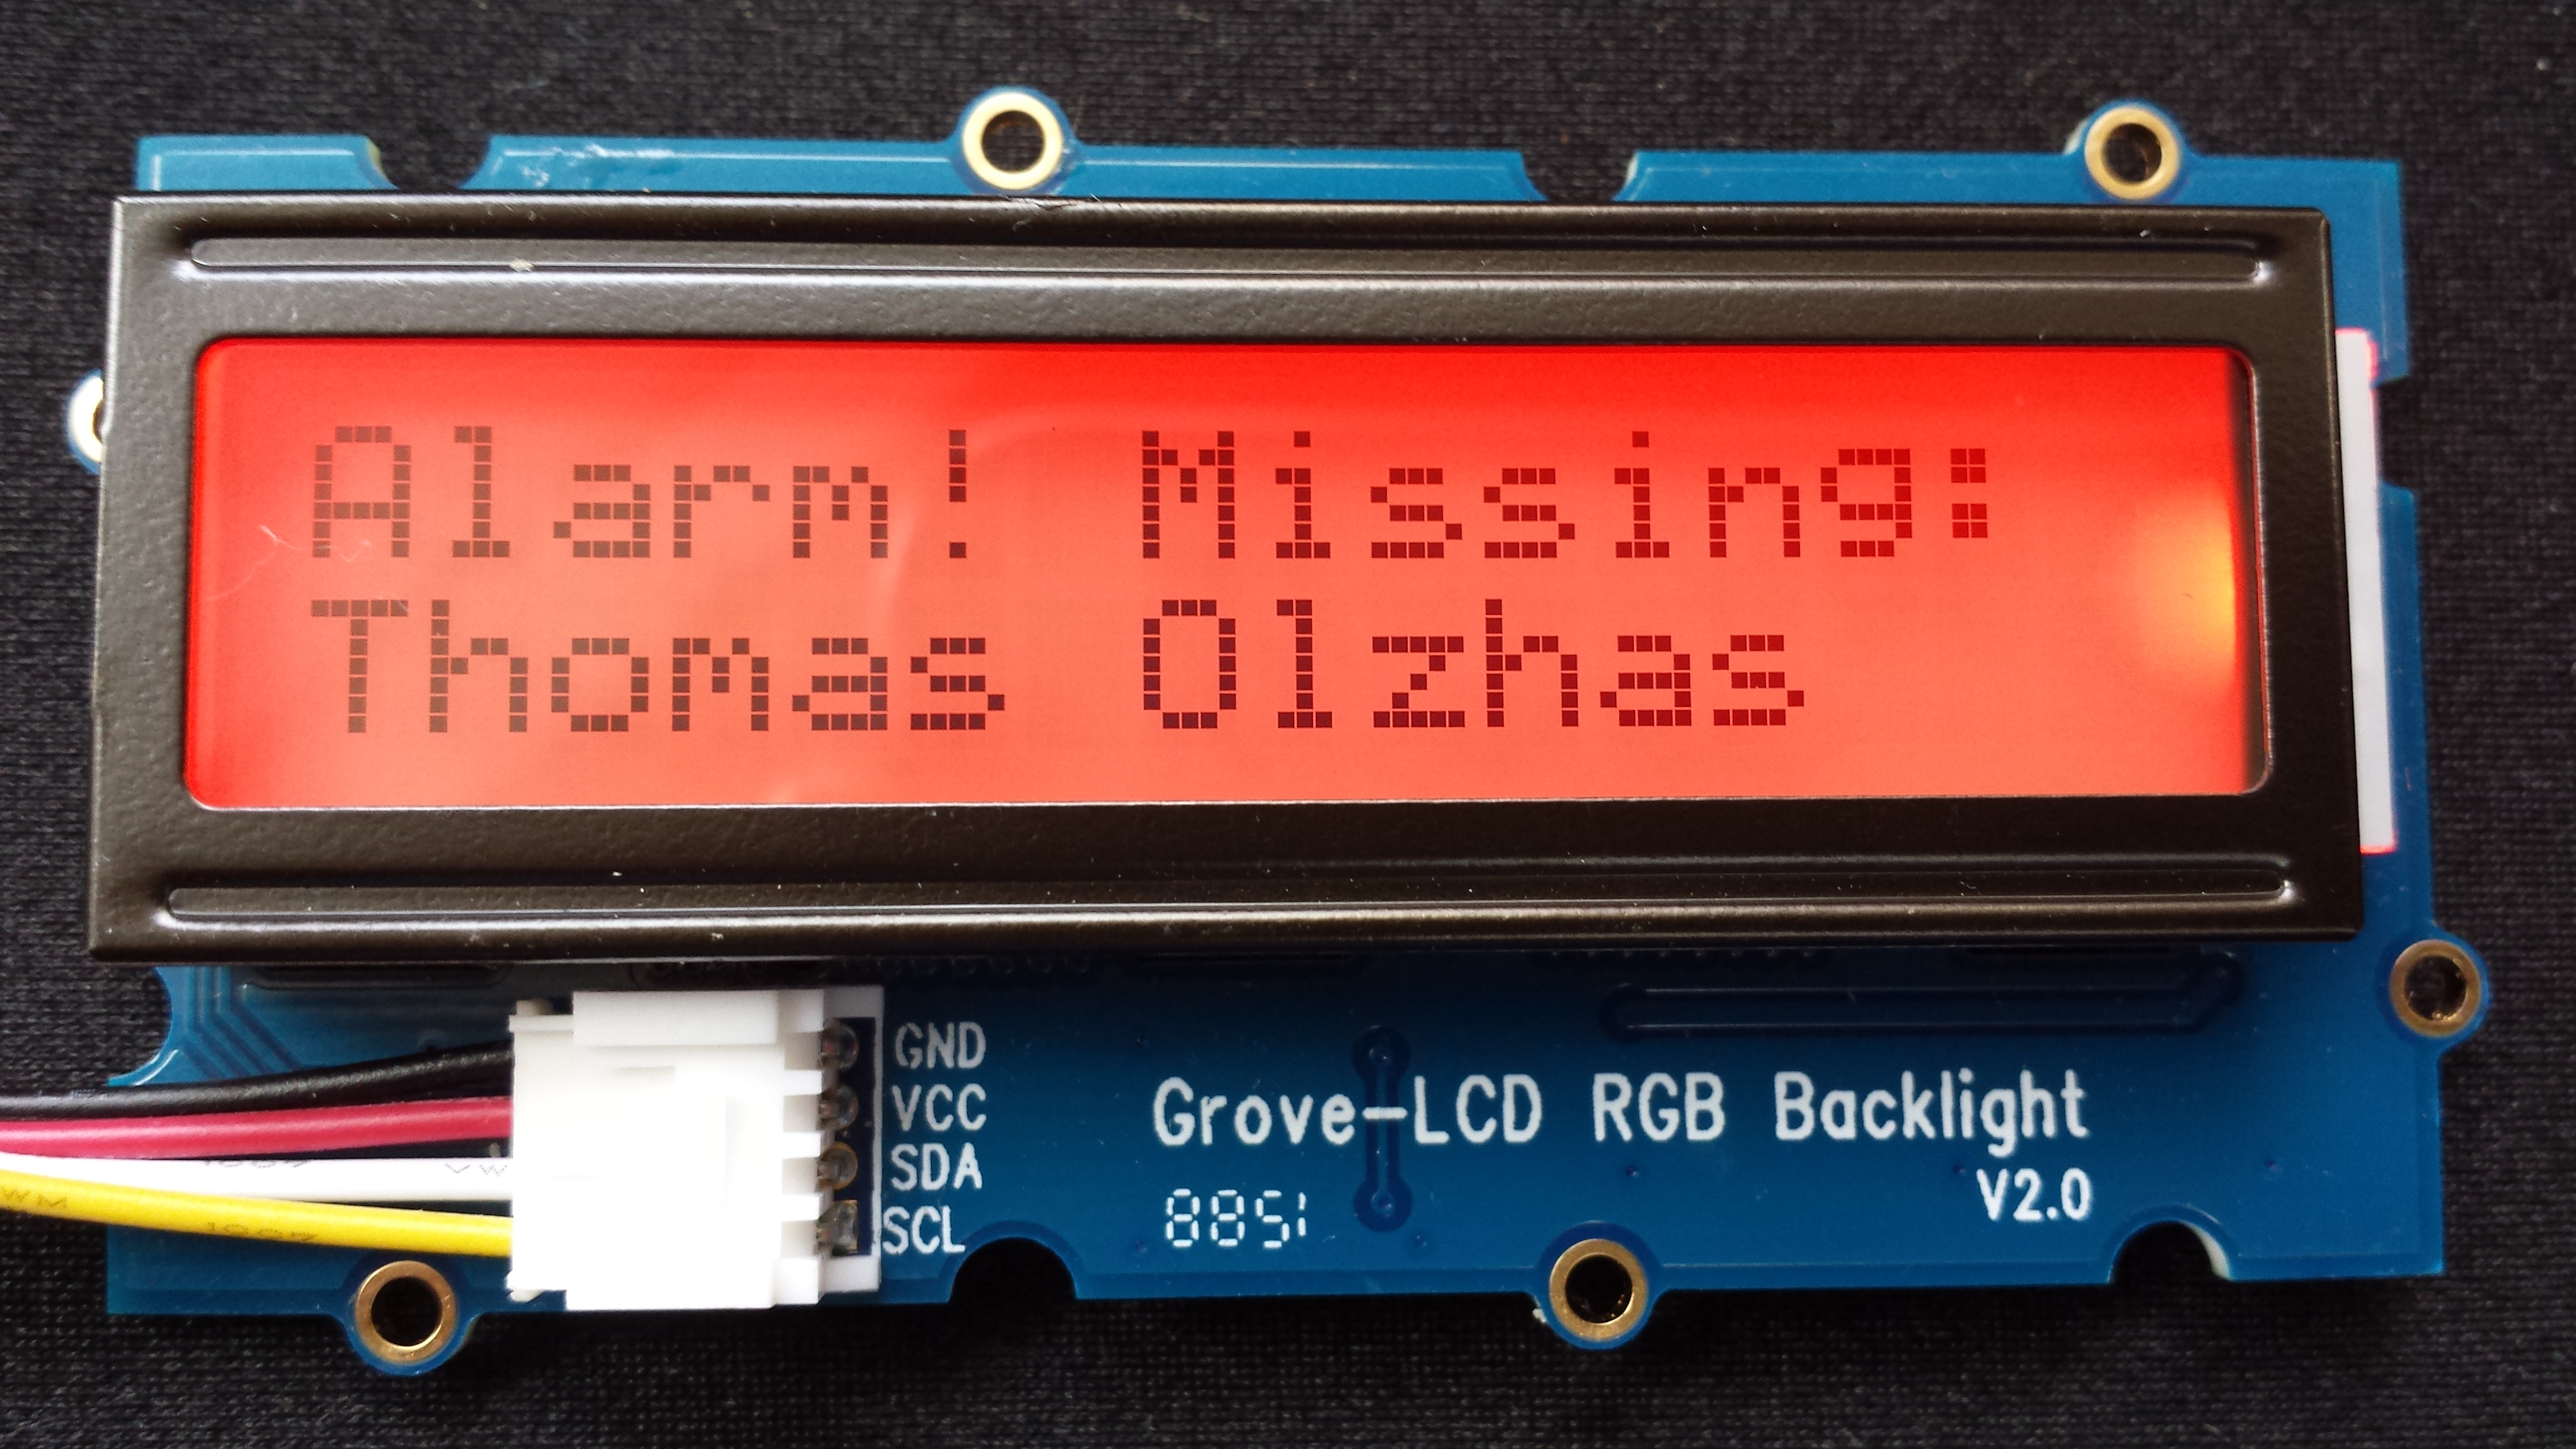 Alarm! Missing:
Thomas Olzhas
GND
VCC
SDA
SCL
Grove-LCD RGB Backlight
V2.0